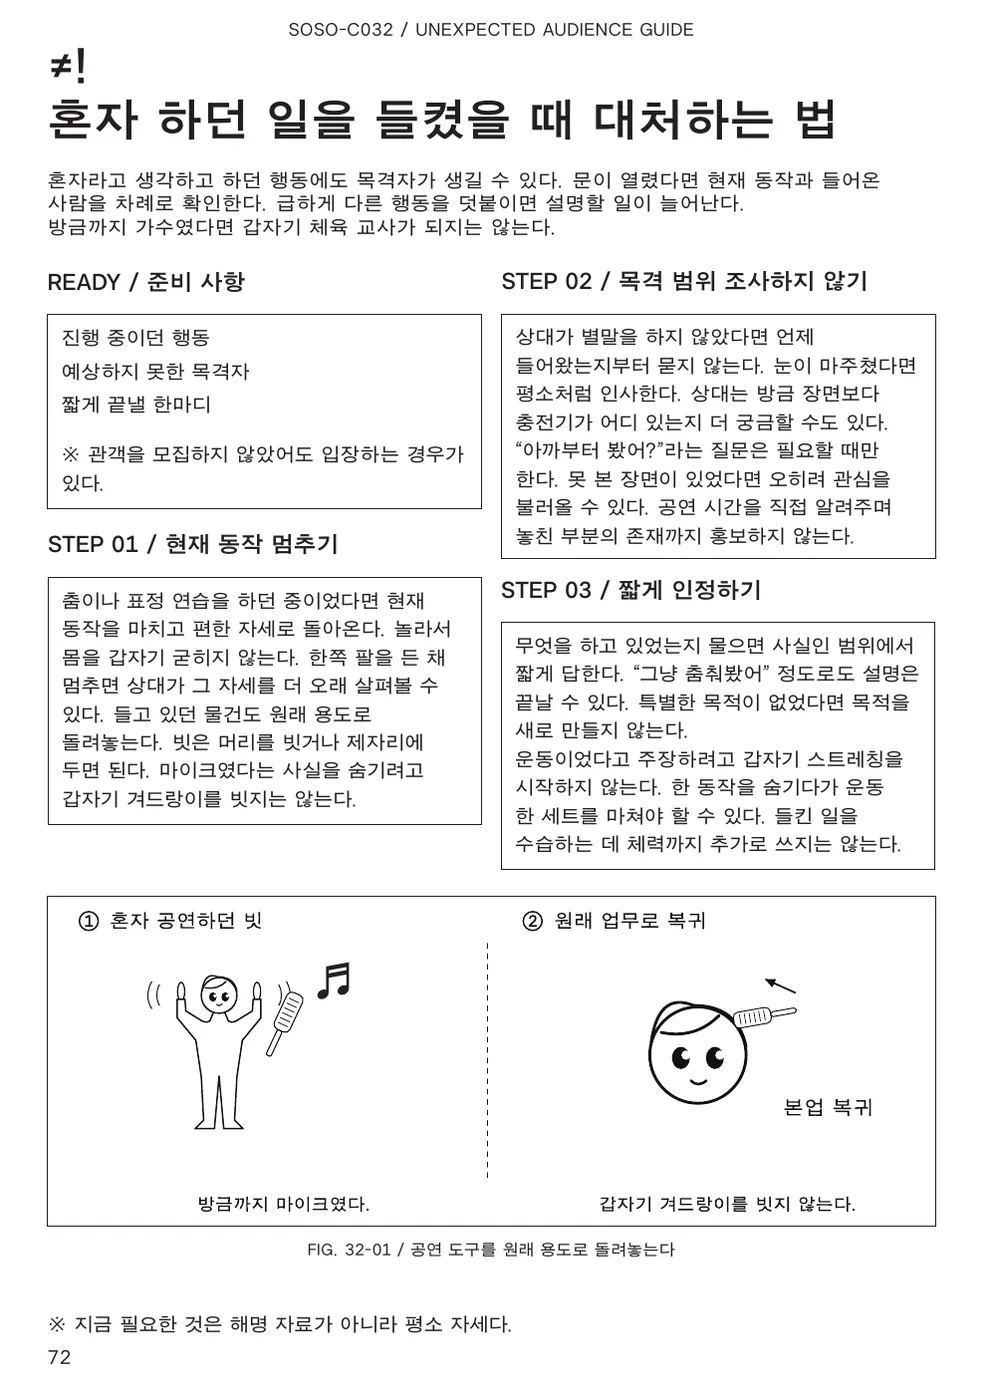 SOSO-C032 / UNEXPECTED AUDIENCE GUIDE
≠!
혼자 하던 일을 들켰을 때 대처하는 법
혼자라고 생각하고 하던 행동에도 목격자가 생길 수 있다. 문이 열렸다면 현재 동작과 들어온
사람을 차례로 확인한다. 급하게 다른 행동을 덧붙이면 설명할 일이 늘어난다.
방금까지 가수였다면 갑자기 체육 교사가 되지는 않는다.
READY / 준비 사항
진행 중이던 행동
예상하지 못한 목격자
짧게 끝낼 한마디
※ 관객을 모집하지 않았어도 입장하는 경우가
있다.
STEP 01 / 현재 동작 멈추기
춤이나 표정 연습을 하던 중이었다면 현재
동작을 마치고 편한 자세로 돌아온다. 놀라서
몸을 갑자기 굳히지 않는다. 한쪽 팔을 든 채
멈추면 상대가 그 자세를 더 오래 살펴볼 수
있다. 들고 있던 물건도 원래 용도로
돌려놓는다. 빗은 머리를 빗거나 제자리에
두면 된다. 마이크였다는 사실을 숨기려고
갑자기 겨드랑이를 빗지는 않는다.
STEP 02 / 목격 범위 조사하지 않기
상대가 별말을 하지 않았다면 언제
들어왔는지부터 묻지 않는다. 눈이 마주쳤다면
평소처럼 인사한다. 상대는 방금 장면보다
충전기가 어디 있는지 더 궁금할 수도 있다.
“아까부터 봤어?”라는 질문은 필요할 때만
한다. 못 본 장면이 있었다면 오히려 관심을
불러올 수 있다. 공연 시간을 직접 알려주며
놓친 부분의 존재까지 홍보하지 않는다.
STEP 03 / 짧게 인정하기
무엇을 하고 있었는지 물으면 사실인 범위에서
짧게 답한다. “그냥 춤춰봤어” 정도로도 설명은
끝날 수 있다. 특별한 목적이 없었다면 목적을
새로 만들지 않는다.
운동이었다고 주장하려고 갑자기 스트레칭을
시작하지 않는다. 한 동작을 숨기다가 운동
한 세트를 마쳐야 할 수 있다. 들킨 일을
수습하는 데 체력까지 추가로 쓰지는 않는다.
① 혼자 공연하던 빗
방금까지 마이크였다.
② 원래 업무로 복귀
본업 복귀
갑자기 겨드랑이를 빗지 않는다.
FIG. 32-01 / 공연 도구를 원래 용도로 돌려놓는다
※ 지금 필요한 것은 해명 자료가 아니라 평소 자세다.
72